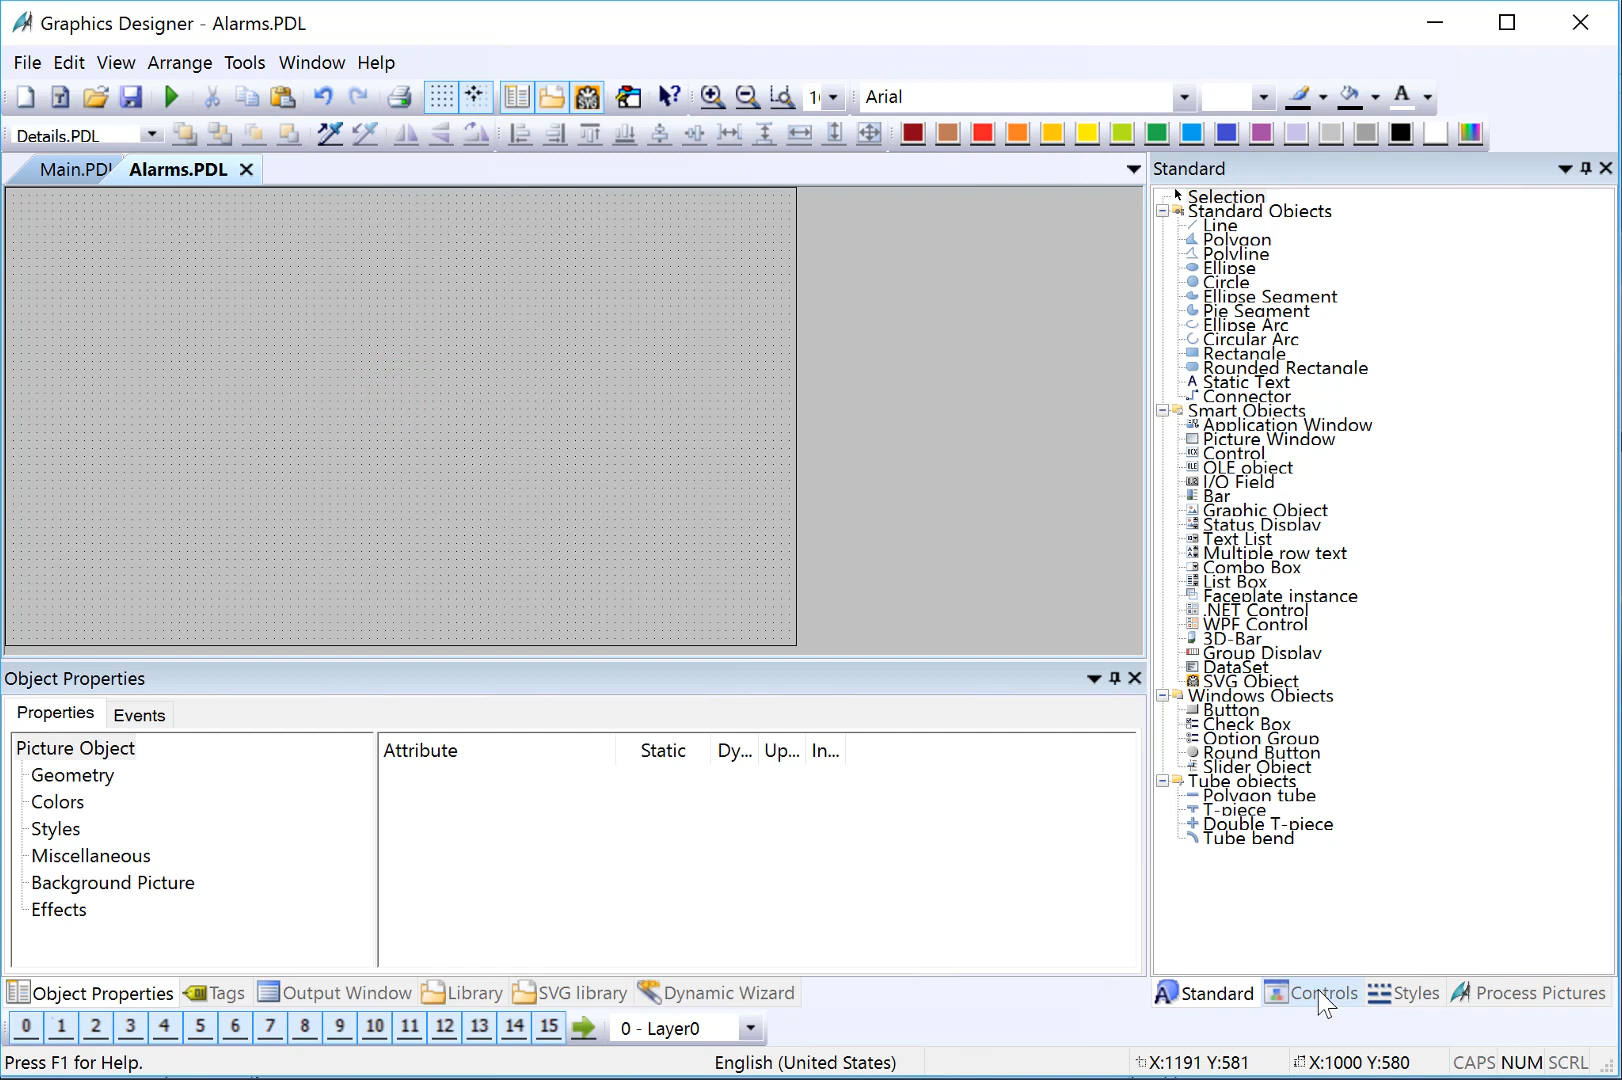 Graphics Designer - Alarms.PDL
File Edit View Arrange Tools Window Help
Arial
A
Details.PDL
Main.PDL Alarms.PDL
Standard
Selection
Standard Objects
Line
Polygon
Polyline
Ellipse
Circle
Ellipse Segment
Pie Segment
Ellipse Arc
Circular Arc
Rectangle
Rounded Rectangle
A Static Text
Connector
Smart Objects
Application Window
Picture Window
Control
OLE object
I/O Field
Bar
Graphic Object
Status Display
Text List
Multiple row text
Combo Box
List Box
Faceplate instance
.NET Control
WPF Control
3D-Bar
Group Display
DataSet
SVG Object
Windows Objects
Button
Check Box
Option Group
Round Button
Slider Object
Tube objects
Polygon tube
T-piece
Double T-piece
Tube bend
Object Properties
Properties Events
Picture Object
Geometry
Colors
Styles
Miscellaneous
Background Picture
Effects
Attribute Static Dy... Up... In...
Object Properties Tags Output Window Library SVG library Dynamic Wizard
Standard Controls Styles Process Pictures
0 1 2 3 4 5 6 7 8 9 10 11 12 13 14 15 0 - Layer0
Press F1 for Help. English (United States) X:1191 Y:581 X:1000 Y:580 CAPS NUM SCRL